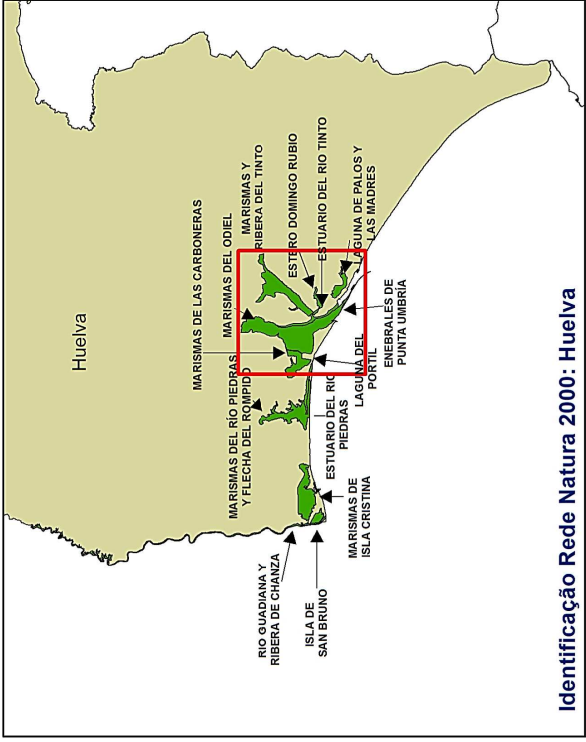 Huelva
MARISMAS DE LAS CARBONERAS
MARISMAS DEL ODIEL
MARISMAS Y
RIBERA DEL TINTO
ESTERO DOMINGO RUBIO
ESTUARIO DEL RIO TINTO
LAGUNA DE PALOS Y
LAS MADRES
MARISMAS DEL RÍO PIEDRAS
Y FLECHA DEL ROMPIDO
ENEBRALES DE
PUNTA UMBRÍA
LAGUNA DEL
PORTIL
ESTUARIO DEL RIO
PIEDRAS
MARISMAS DE
ISLA CRISTINA
RIO GUADIANA Y
RIBERA DE CHANZA
ISLA DE
SAN BRUNO
Identificação Rede Natura 2000: Huelva